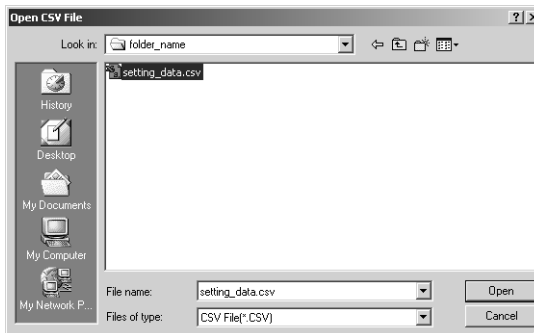 Open CSV File
Look in: folder_name
setting_data.csv
History
Desktop
My Documents
My Computer
My Network P...
File name: setting_data.csv Open
Files of type: CSV File(*.CSV) Cancel